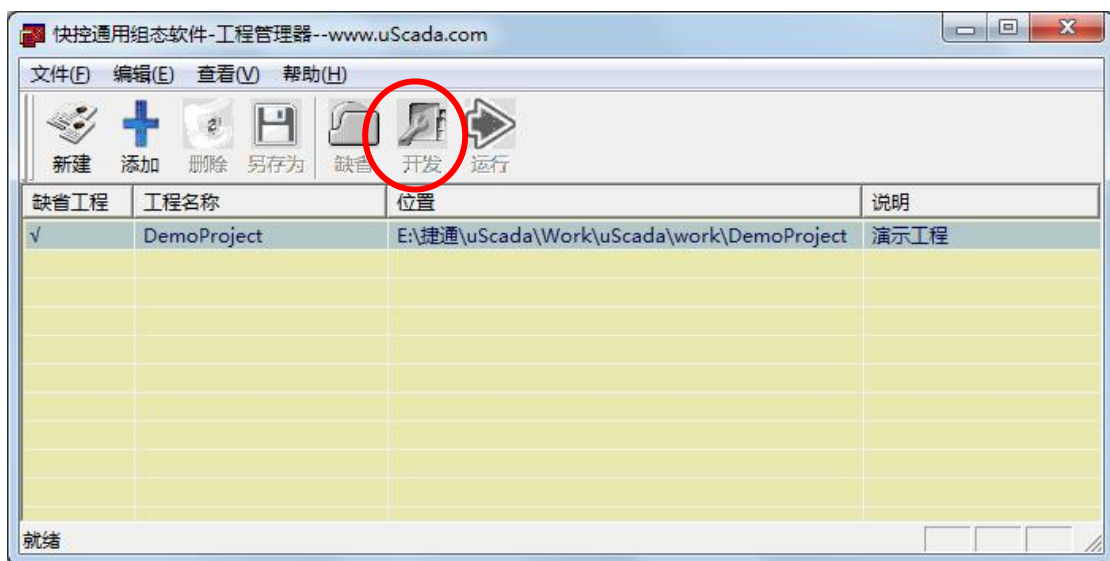 快控通用组态软件-工程管理器--www.uScada.com
文件(F) 编辑(E) 查看(V) 帮助(H)
新建 添加 删除 另存为 缺省 开发 运行
缺省工程 工程名称 位置 说明
√ DemoProject E:\捷通\uScada\Work\uScada\work\DemoProject 演示工程
就绪